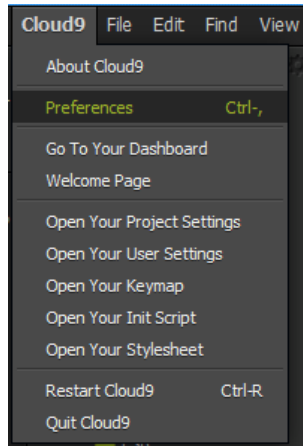 Cloud9 File Edit Find View
About Cloud9
Preferences Ctrl-,
Go To Your Dashboard
Welcome Page
Open Your Project Settings
Open Your User Settings
Open Your Keymap
Open Your Init Script
Open Your Stylesheet
Restart Cloud9 Ctrl-R
Quit Cloud9